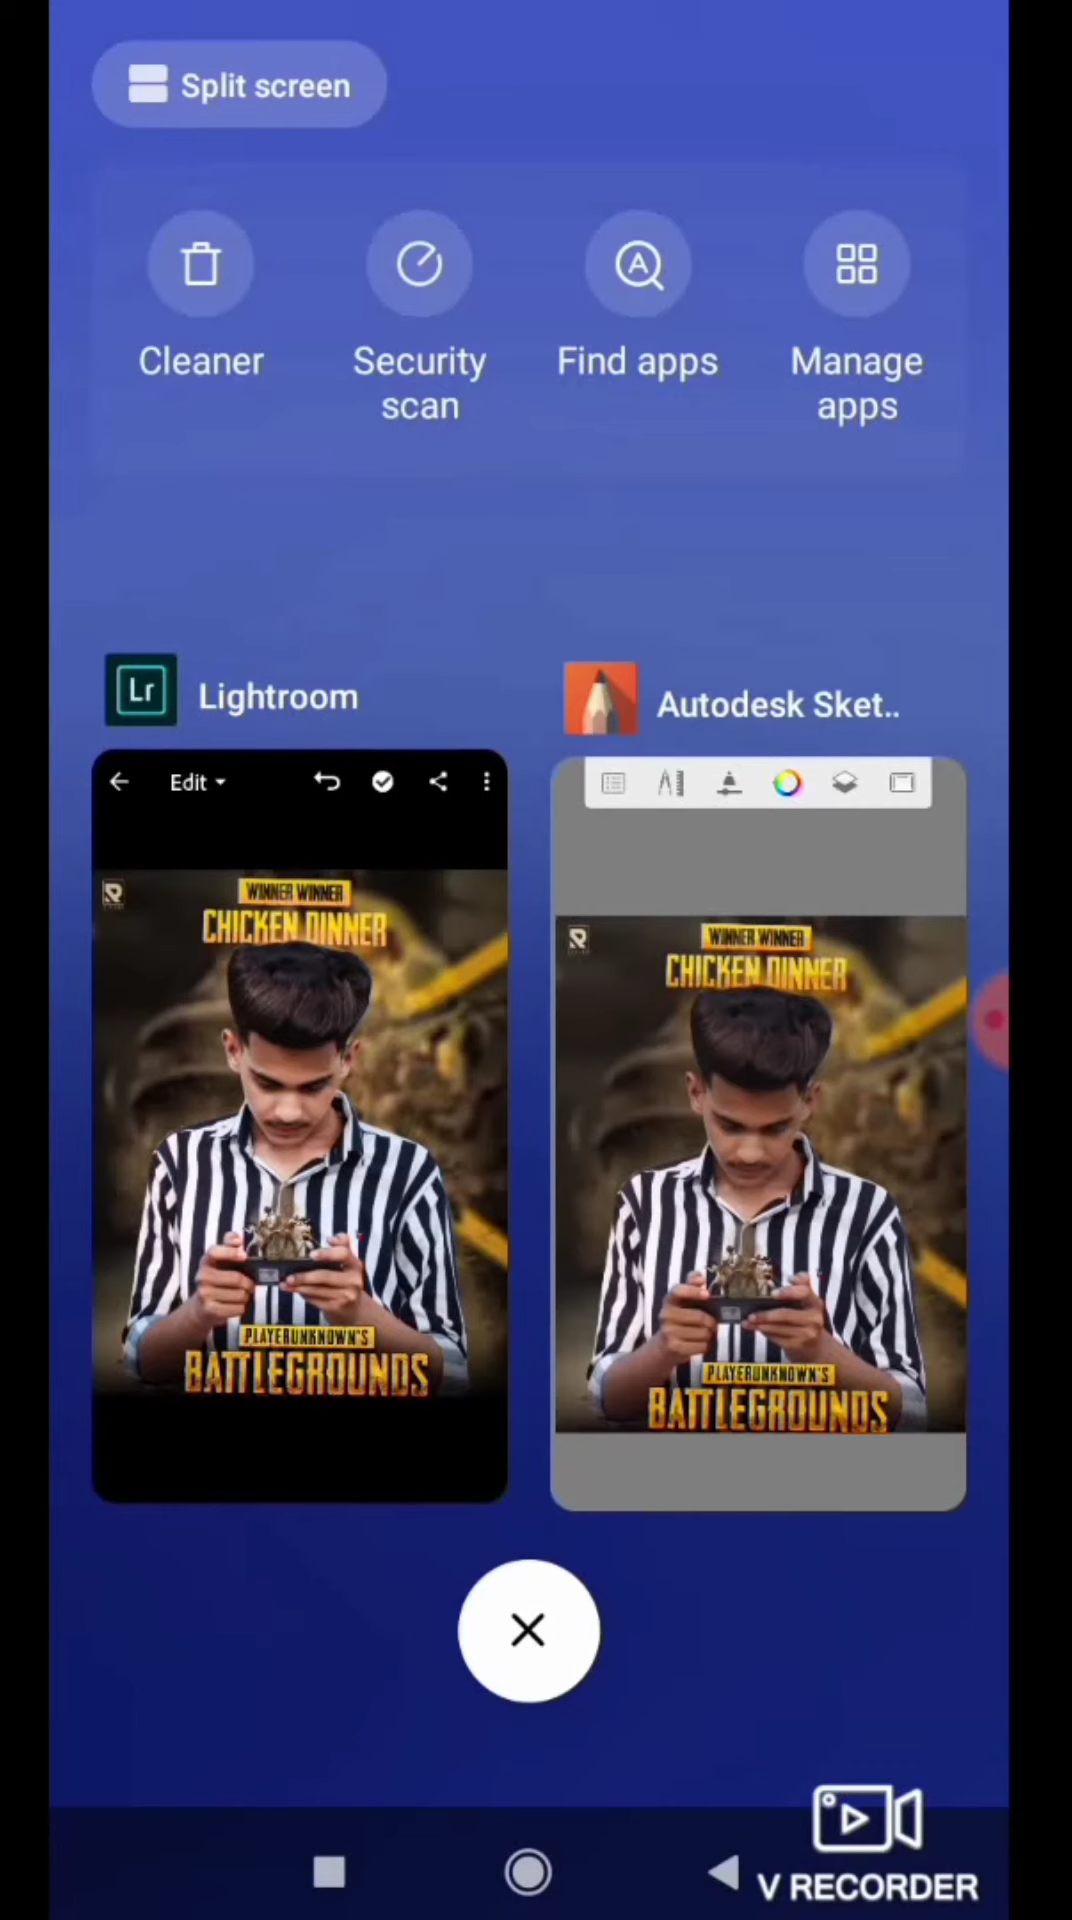 Split screen
Cleaner
Security
scan
Find apps
Manage
apps
Lr
Lightroom
Autodesk Sket..
Edit
WINNER WINNER
CHICKEN DINNER
PLAYERUNKNOWN'S
BATTLEGROUNDS
WINNER WINNER
CHICKEN DINNER
PLAYERUNKNOWN'S
BATTLEGROUNDS
V RECORDER